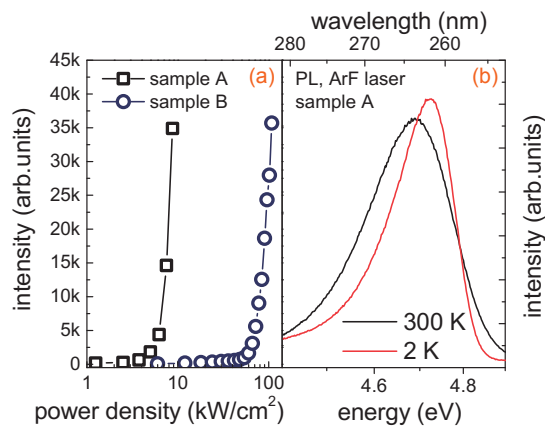 wavelength (nm)
280 270 260
45k
40k
35k
30k
25k
20k
15k
10k
5k
0
intensity (arb.units)
(a)
sample A
sample B
1 10 100
power density (kW/cm²)
(b)
PL, ArF laser
sample A
300 K
2 K
4.6 4.8
energy (eV)
intensity (arb.units)